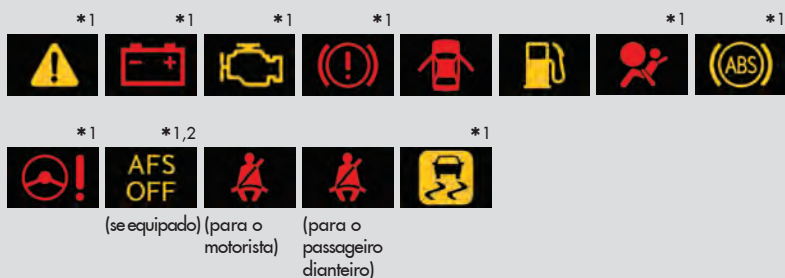 *1 *1 *1 *1 *1 *1
- +
!
ABS
*1 *1,2 *1
!
AFS
OFF
(se equipado) (para o (para o
motorista) passageiro
dianteiro)